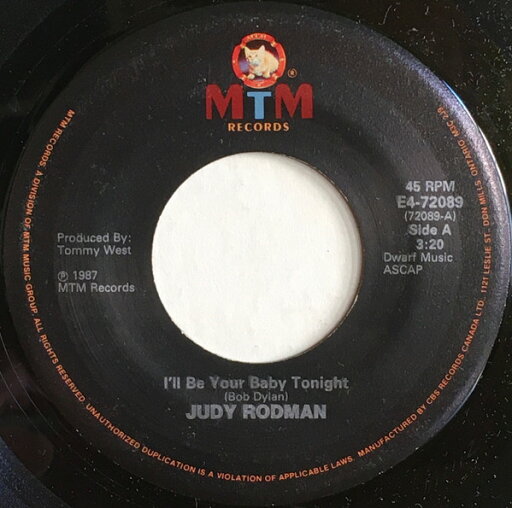 MTM
®
MTM
RECORDS
45 RPM
E4-72089
(72089-A)
Side A
3:20
Dwarf Music
ASCAP
Produced By:
Tommy West
℗ 1987
MTM Records
I'll Be Your Baby Tonight
(Bob Dylan)
JUDY RODMAN
MTM RECORDS, A DIVISION OF MTM MUSIC GROUP. ALL RIGHTS RESERVED. UNAUTHORIZED DUPLICATION IS A VIOLATION OF APPLICABLE LAWS. MANUFACTURED BY CBS RECORDS CANADA LTD. 1121 LESLIE ST. DON MILLS, ONTARIO M3C 2J9